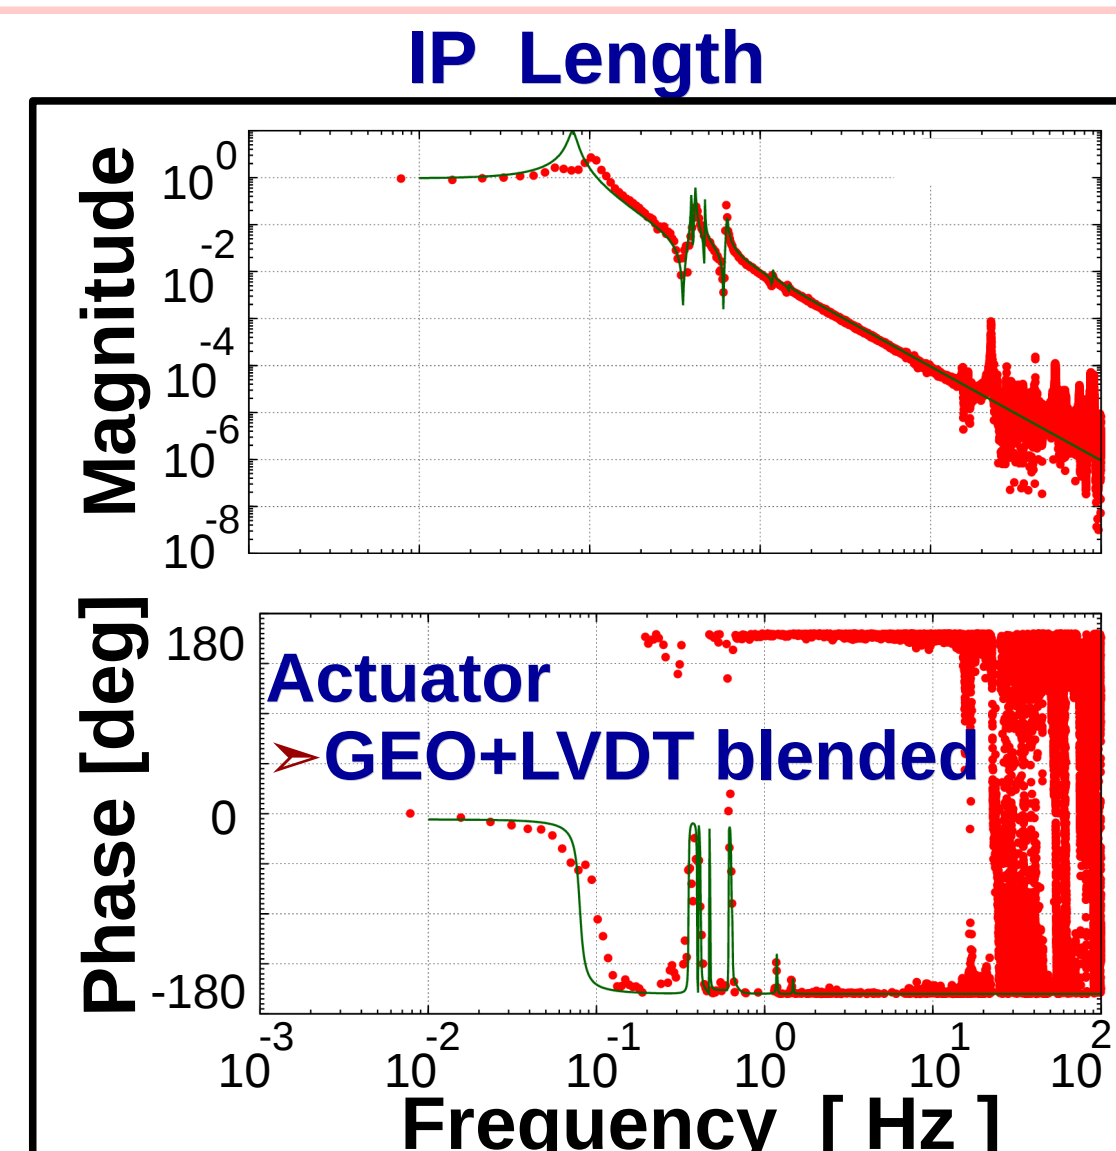 IP Length
Magnitude
10^0
10^-2
10^-4
10^-6
10^-8
Phase [deg]
180
0
-180
Actuator
➢GEO+LVDT blended
10^-3 10^-2 10^-1 10^0 10^1 10^2
Frequency [ Hz ]